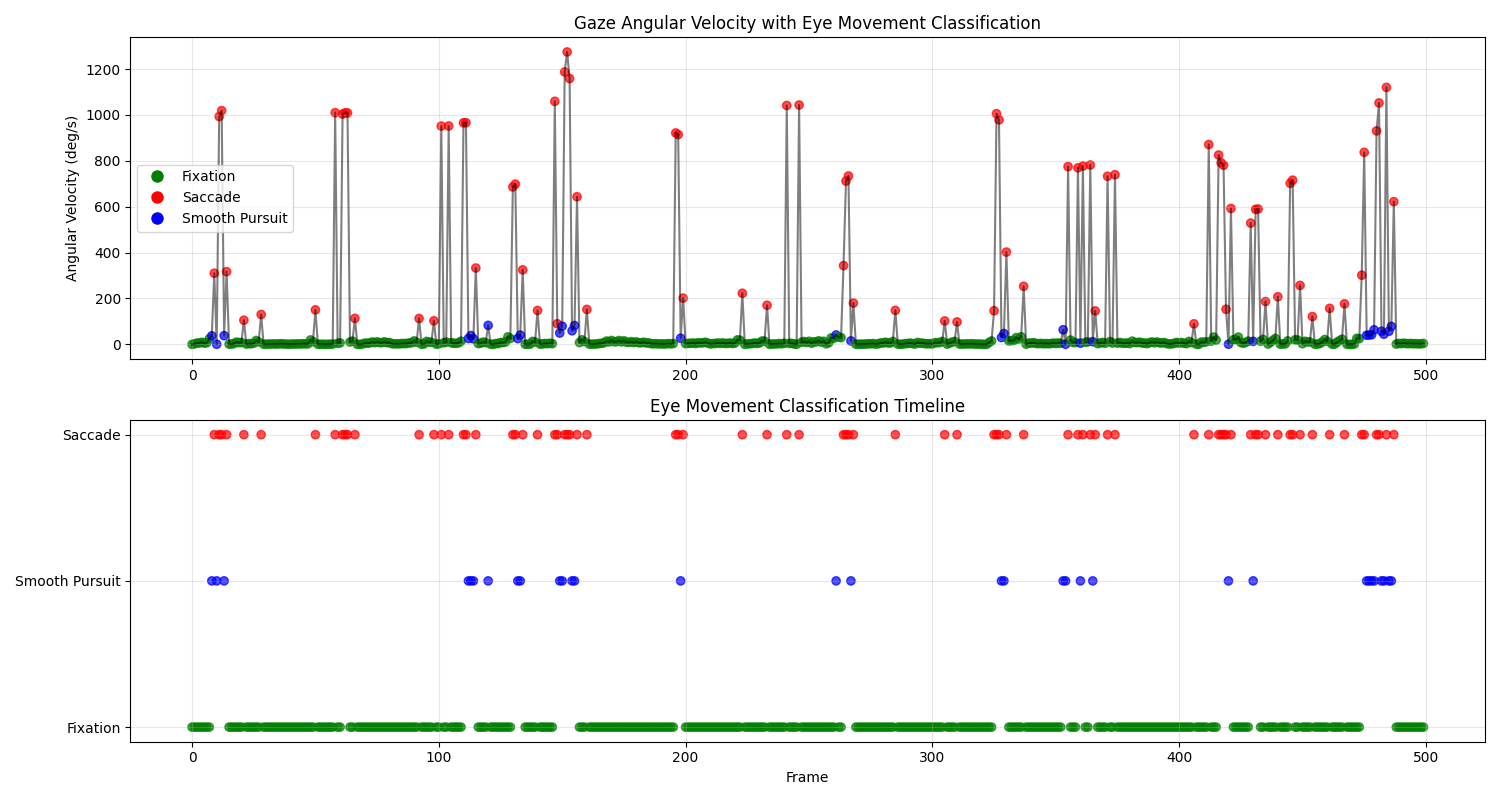 Gaze Angular Velocity with Eye Movement Classification
Angular Velocity (deg/s)
1200
1000
800
600
400
200
0
Fixation
Saccade
Smooth Pursuit
0 100 200 300 400 500
Eye Movement Classification Timeline
Saccade
Smooth Pursuit
Fixation
0 100 200 300 400 500
Frame